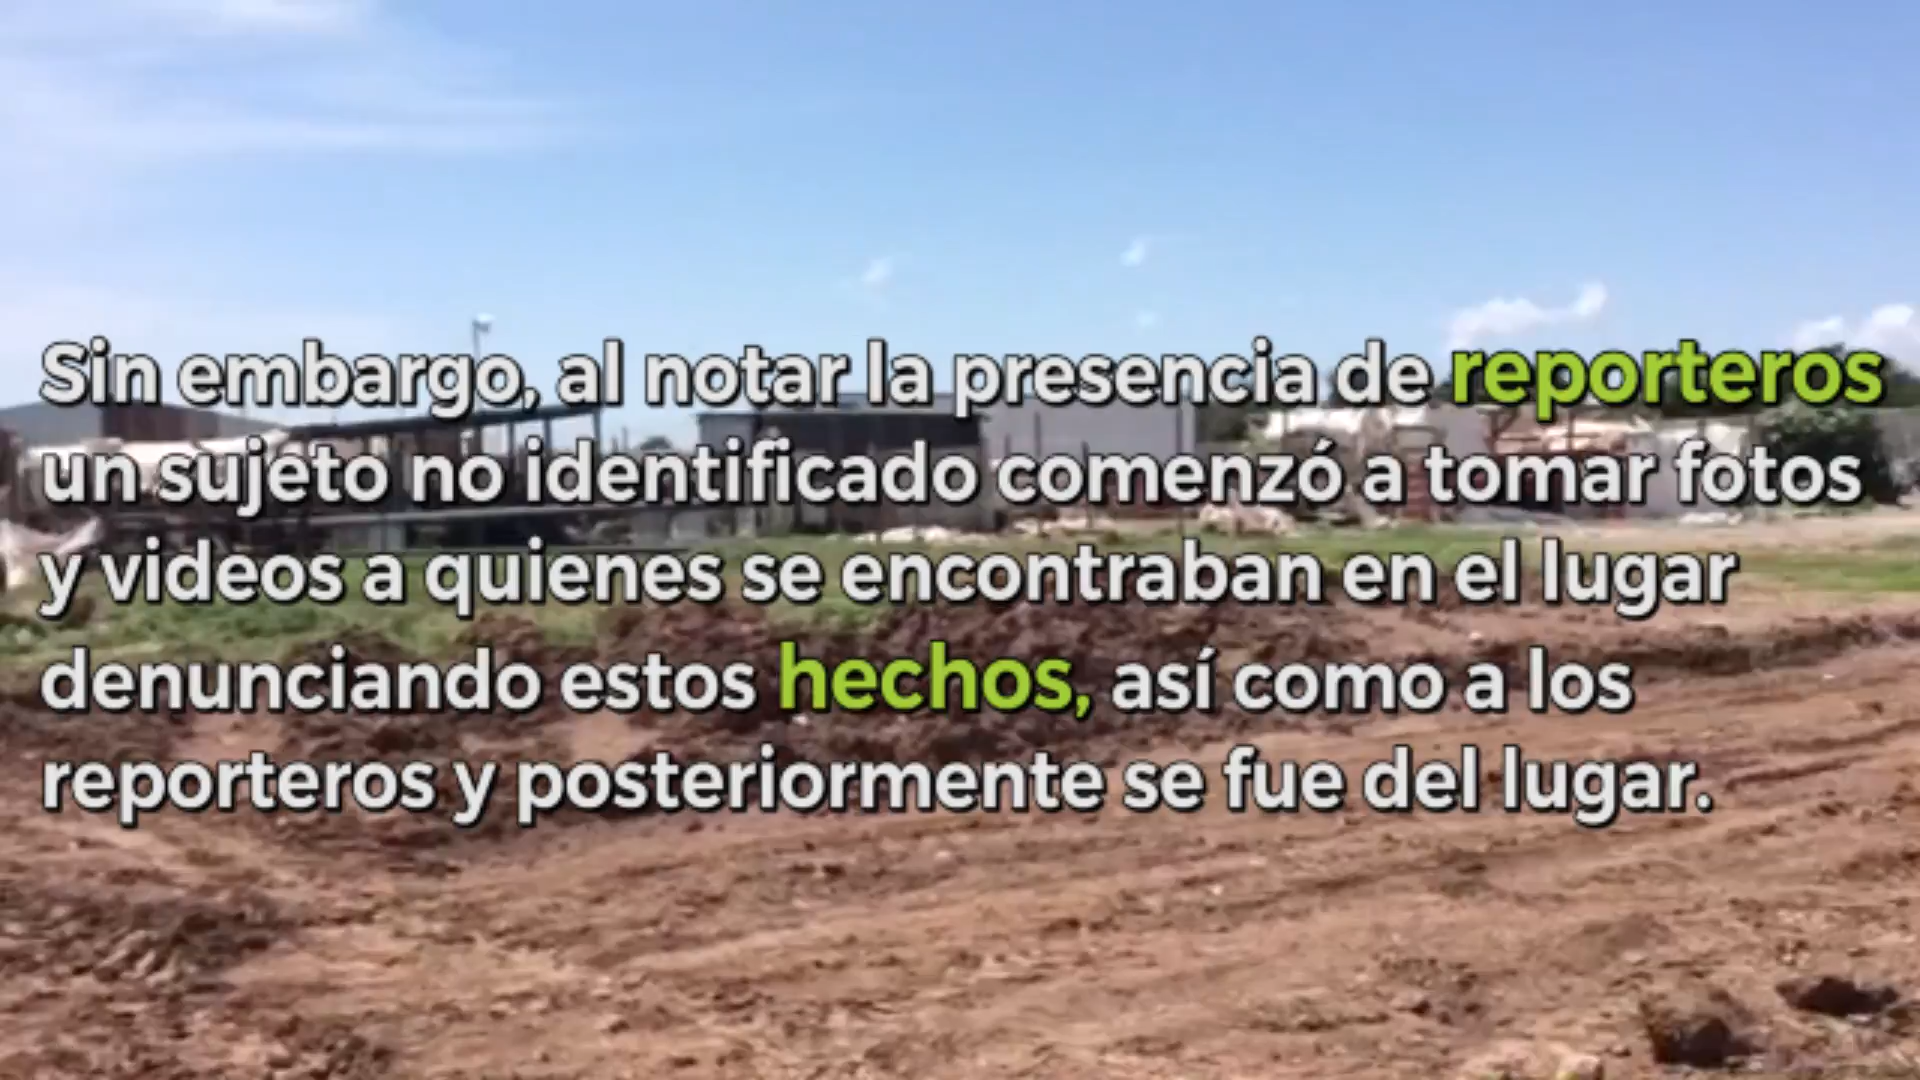 Sin embargo, al notar la presencia de reporteros
un sujeto no identificado comenzó a tomar fotos
y videos a quienes se encontraban en el lugar
denunciando estos hechos, así como a los
reporteros y posteriormente se fue del lugar.